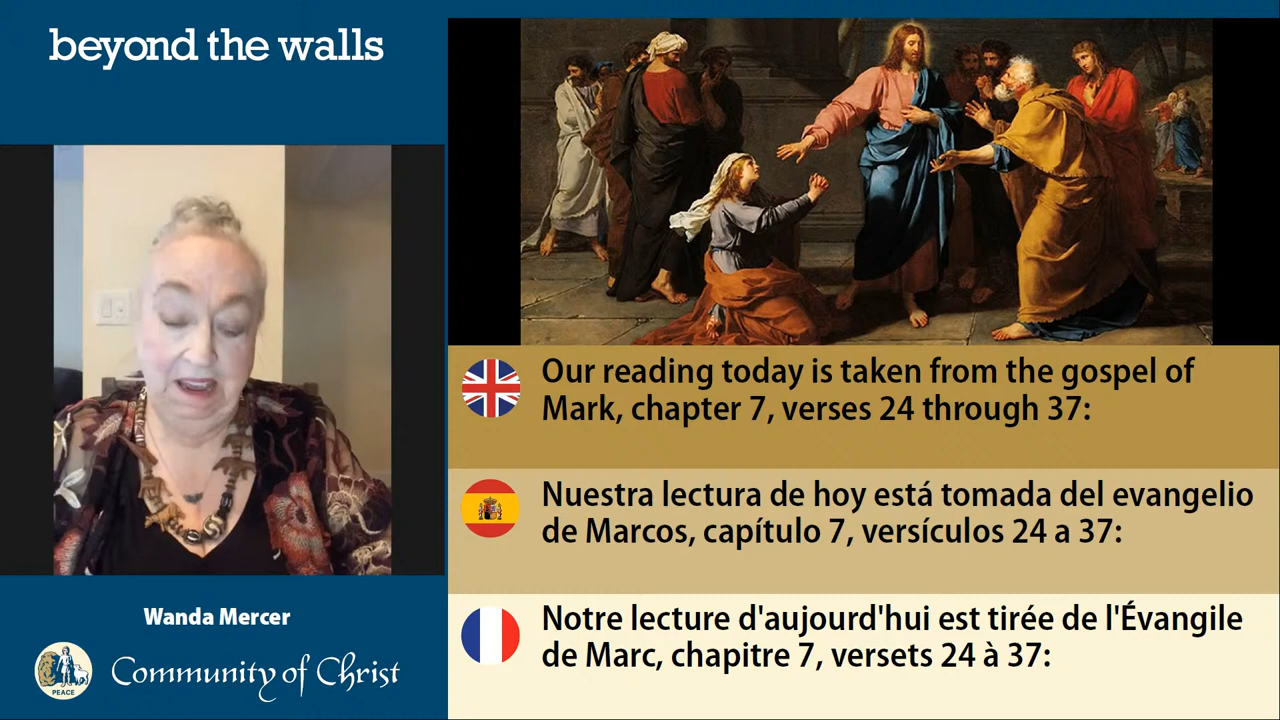 beyond the walls
Our reading today is taken from the gospel of
Mark, chapter 7, verses 24 through 37:
Nuestra lectura de hoy está tomada del evangelio
de Marcos, capítulo 7, versículos 24 a 37:
Notre lecture d'aujourd'hui est tirée de l'Évangile
de Marc, chapitre 7, versets 24 à 37:
Wanda Mercer
PEACE
Community of Christ